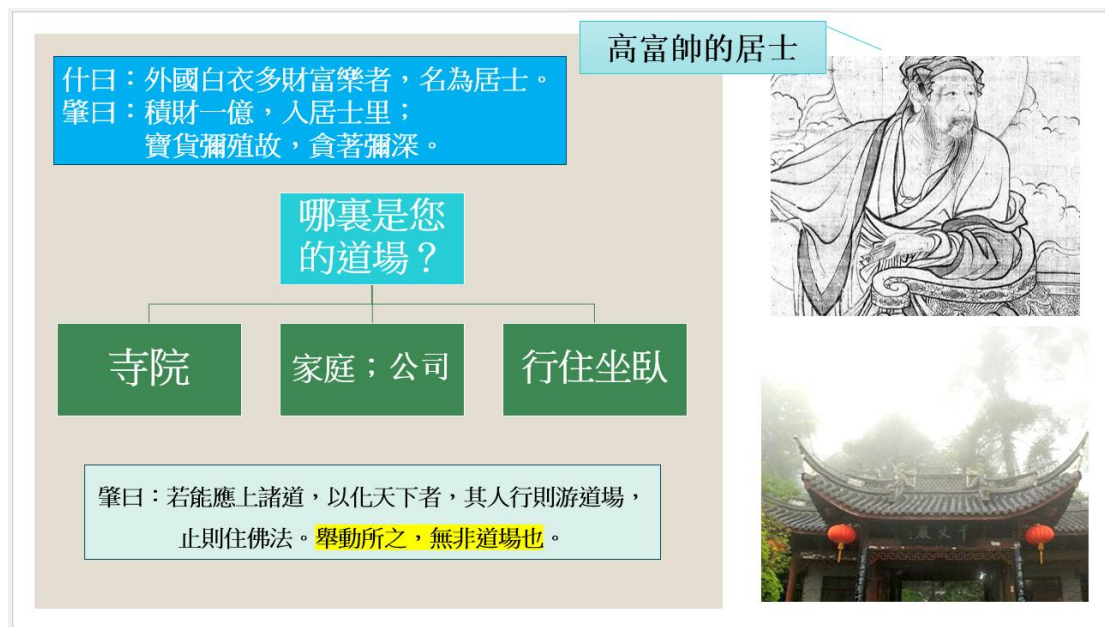 高富帥的居士
什曰：外國白衣多財富樂者，名為居士。
肇曰：積財一億，入居士里；
寶貨彌殖故，貪著彌深。
哪裏是您
的道場？
寺院
家庭；公司
行住坐臥
肇曰：若能應上諸道，以化天下者，其人行則游道場，
止則住佛法。舉動所之，無非道場也。